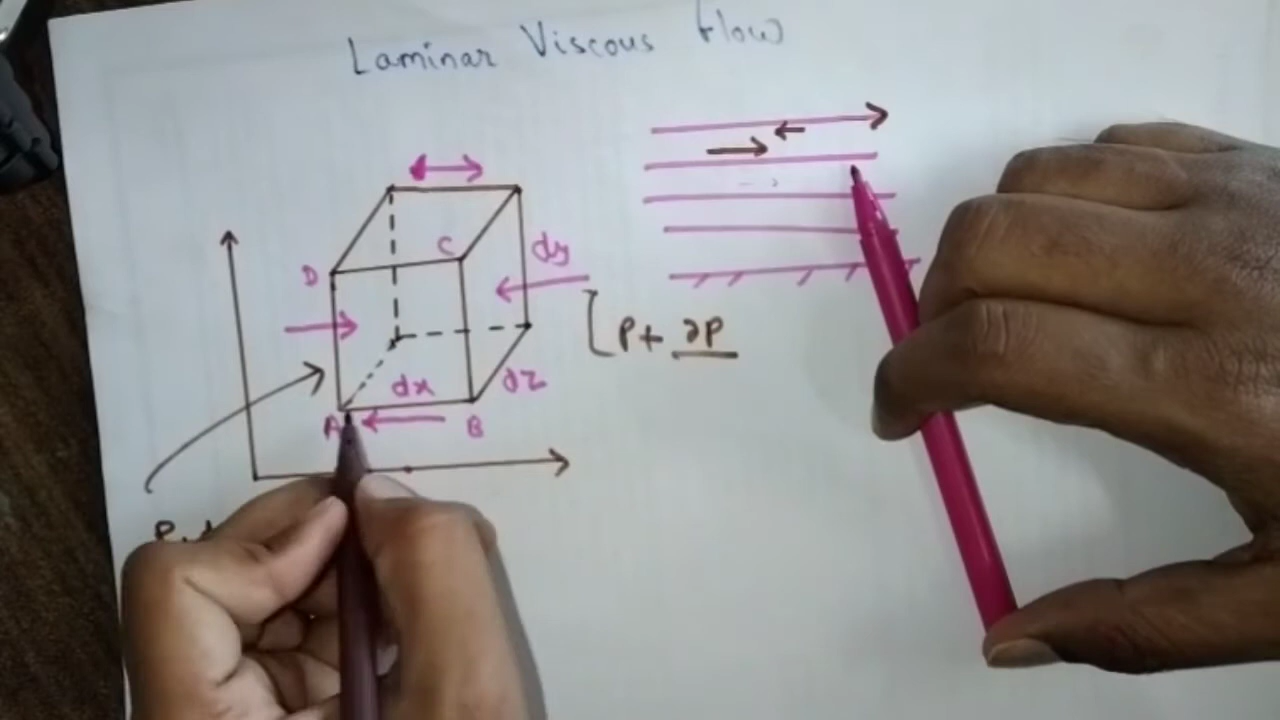 Laminar Viscous flow
D
C
dy
[P + ∂P
dx
dz
A
B